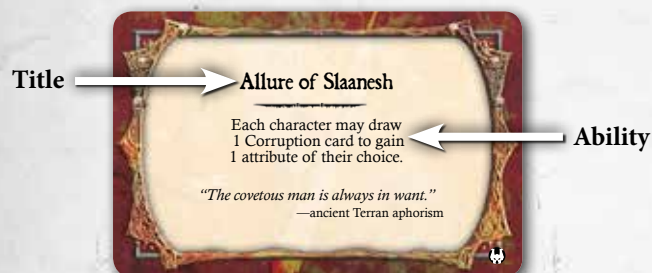 Title
Allure of Slaanesh
Each character may draw
1 Corruption card to gain
1 attribute of their choice.
Ability
“The covetous man is always in want.”
—ancient Terran aphorism